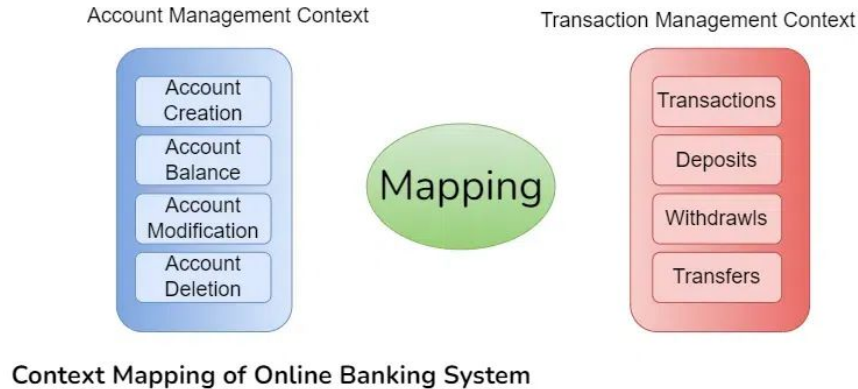 Account Management Context
Transaction Management Context
Account
Creation
Account
Balance
Account
Modification
Account
Deletion
Mapping
Transactions
Deposits
Withdrawls
Transfers
Context Mapping of Online Banking System